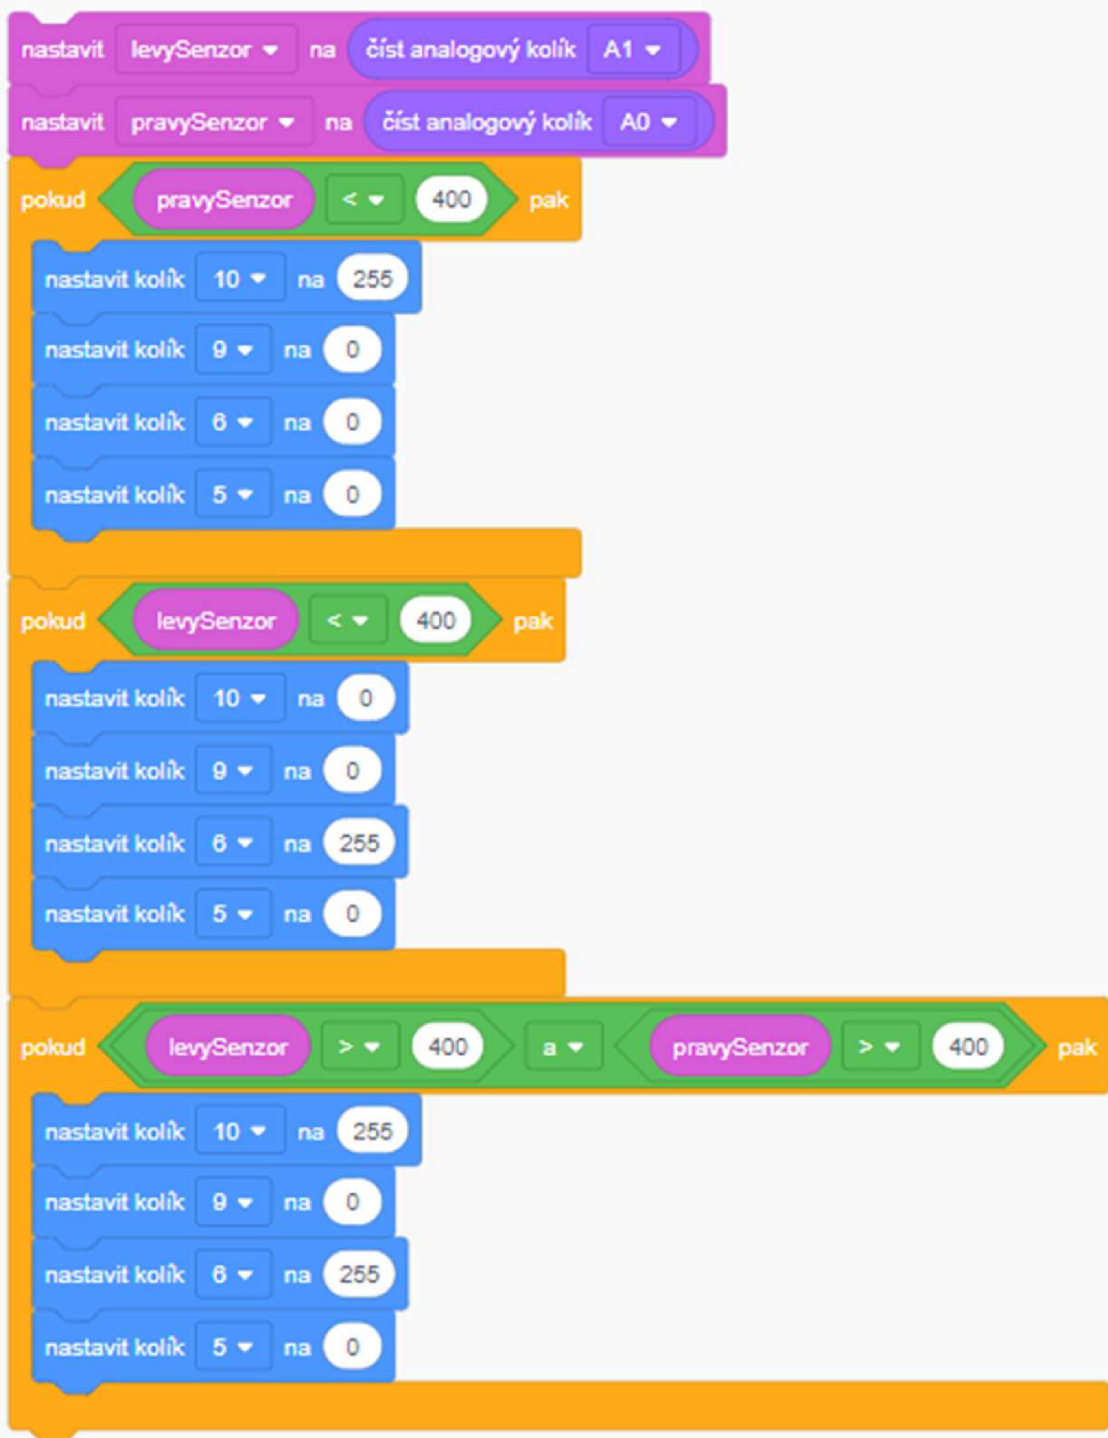 nastavit levySenzor na číst analogový kolík A1
nastavit pravySenzor na číst analogový kolík A0
pokud pravySenzor < 400 pak
nastavit kolík 10 na 255
nastavit kolík 9 na 0
nastavit kolík 6 na 0
nastavit kolík 5 na 0
pokud levySenzor < 400 pak
nastavit kolík 10 na 0
nastavit kolík 9 na 0
nastavit kolík 6 na 255
nastavit kolík 5 na 0
pokud levySenzor > 400 a pravySenzor > 400 pak
nastavit kolík 10 na 255
nastavit kolík 9 na 0
nastavit kolík 6 na 255
nastavit kolík 5 na 0